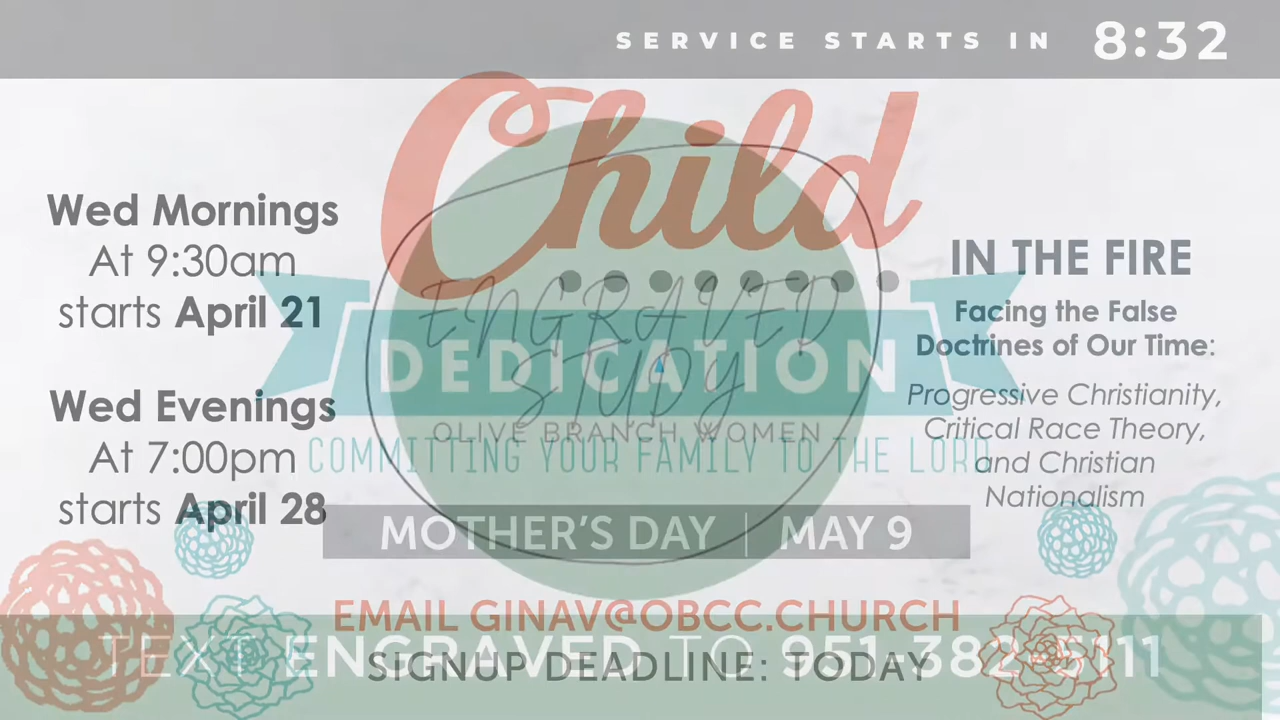 SERVICE STARTS IN 8:32
Child
DEDICATION
COMMITTING YOUR FAMILY TO THE LORD
MOTHER'S DAY | MAY 9
EMAIL GINAV@OBCC.CHURCH
SIGNUP DEADLINE: TODAY
Wed Mornings
At 9:30am
starts April 21
Wed Evenings
At 7:00pm
starts April 28
ENGRAVED
STUDY
OLIVE BRANCH WOMEN
IN THE FIRE
Facing the False
Doctrines of Our Time:
Progressive Christianity,
Critical Race Theory,
and Christian
Nationalism
TEXT ENGRAVED TO 951-382-5111